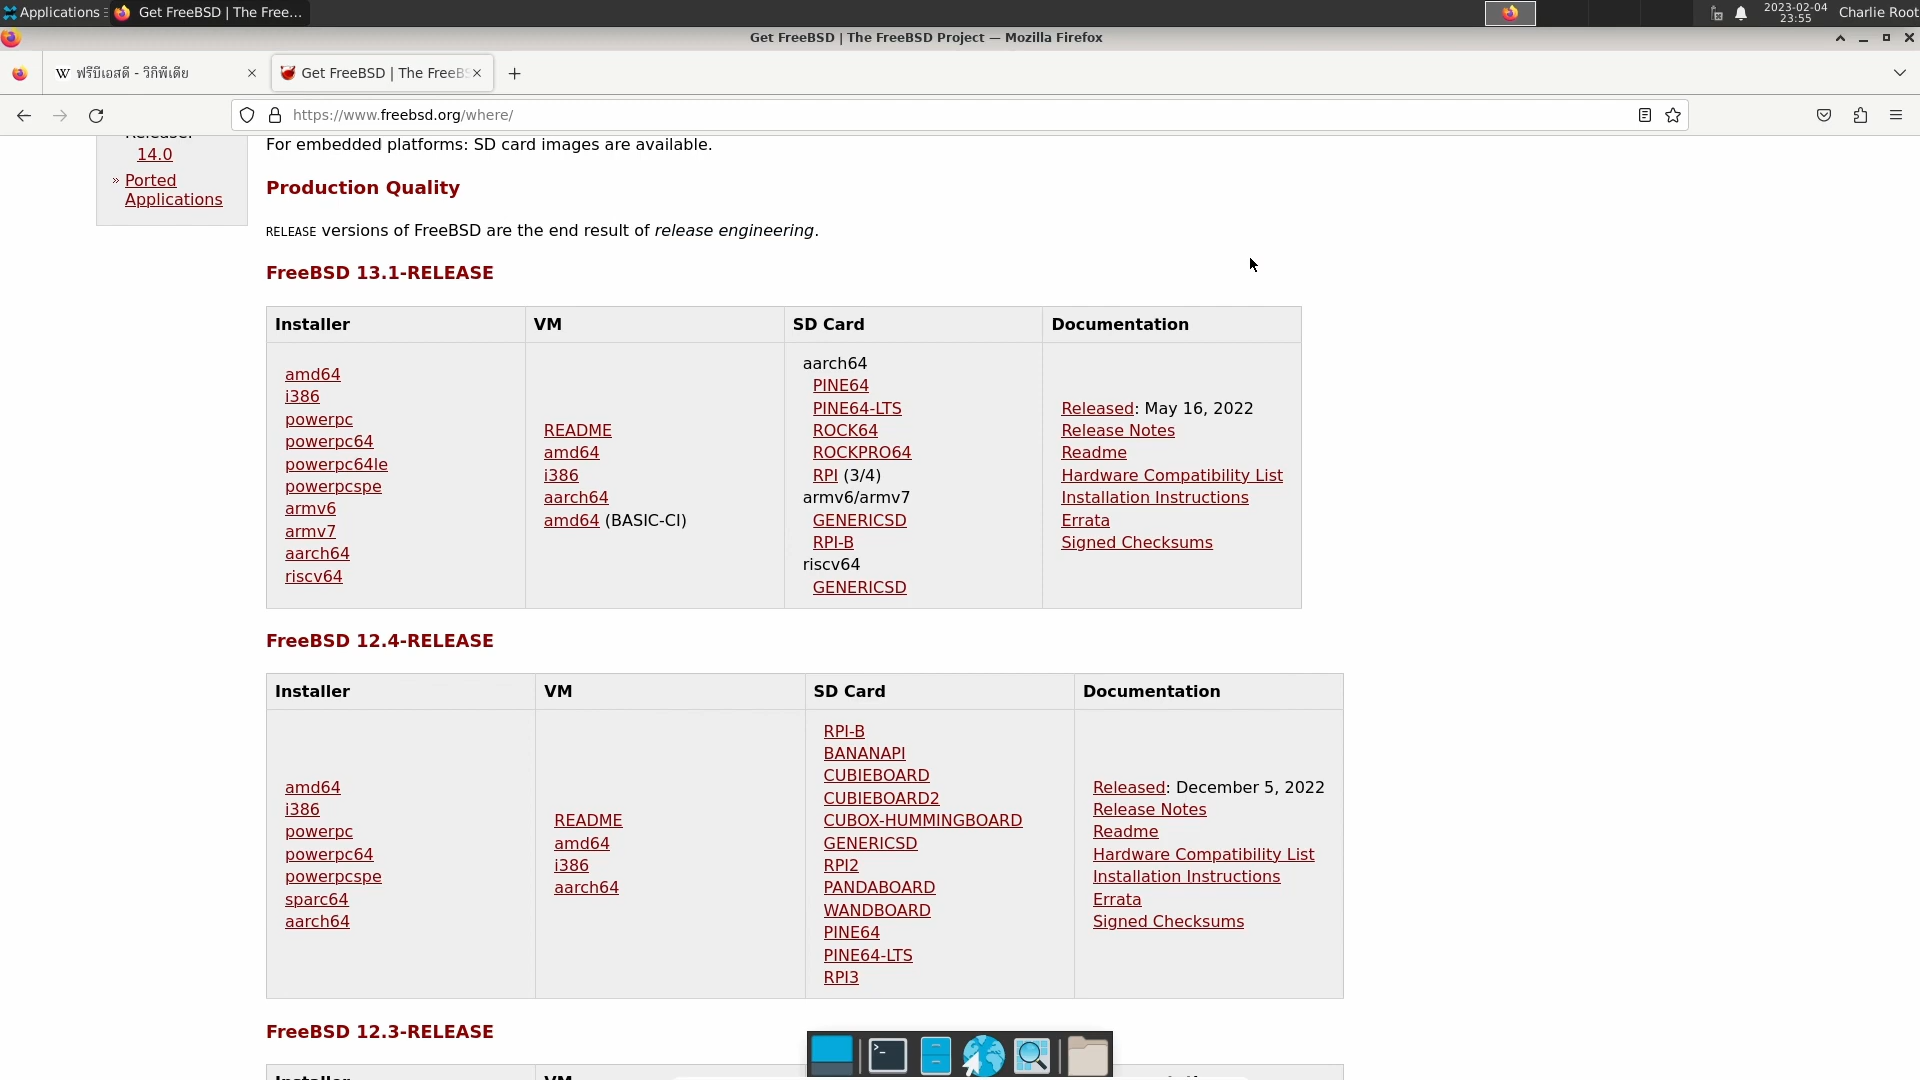 Applications
Get FreeBSD | The Free...
2023-02-04
23:55
Charlie Root
Get FreeBSD | The FreeBSD Project — Mozilla Firefox
W ฟรีบีเอสดี - วิกิพีเดีย
Get FreeBSD | The FreeBS
https://www.freebsd.org/where/
14.0
» Ported
Applications
For embedded platforms: SD card images are available.
Production Quality
RELEASE versions of FreeBSD are the end result of release engineering.
FreeBSD 13.1-RELEASE
Installer
VM
SD Card
Documentation
amd64
i386
powerpc
powerpc64
powerpc64le
powerpcspe
armv6
armv7
aarch64
riscv64
README
amd64
i386
aarch64
amd64 (BASIC-CI)
aarch64
PINE64
PINE64-LTS
ROCK64
ROCKPRO64
RPI (3/4)
armv6/armv7
GENERICSD
RPI-B
riscv64
GENERICSD
Released: May 16, 2022
Release Notes
Readme
Hardware Compatibility List
Installation Instructions
Errata
Signed Checksums
FreeBSD 12.4-RELEASE
Installer
VM
SD Card
Documentation
amd64
i386
powerpc
powerpc64
powerpcspe
sparc64
aarch64
README
amd64
i386
aarch64
RPI-B
BANANAPI
CUBIEBOARD
CUBIEBOARD2
CUBOX-HUMMINGBOARD
GENERICSD
RPI2
PANDABOARD
WANDBOARD
PINE64
PINE64-LTS
RPI3
Released: December 5, 2022
Release Notes
Readme
Hardware Compatibility List
Installation Instructions
Errata
Signed Checksums
FreeBSD 12.3-RELEASE